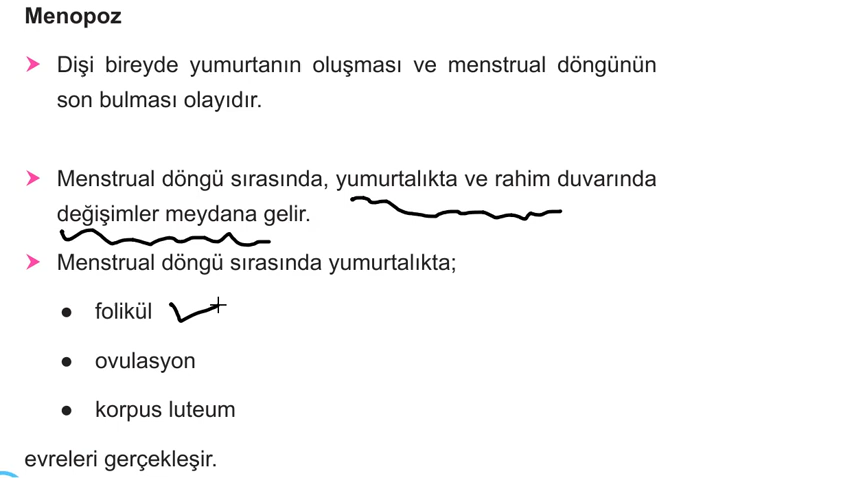 Menopoz
Dişi bireyde yumurtanın oluşması ve menstrual döngünün
son bulması olayıdır.
Menstrual döngü sırasında, yumurtalıkta ve rahim duvarında
değişimler meydana gelir.
Menstrual döngü sırasında yumurtalıkta;
● folikül
● ovulasyon
● korpus luteum
evreleri gerçekleşir.